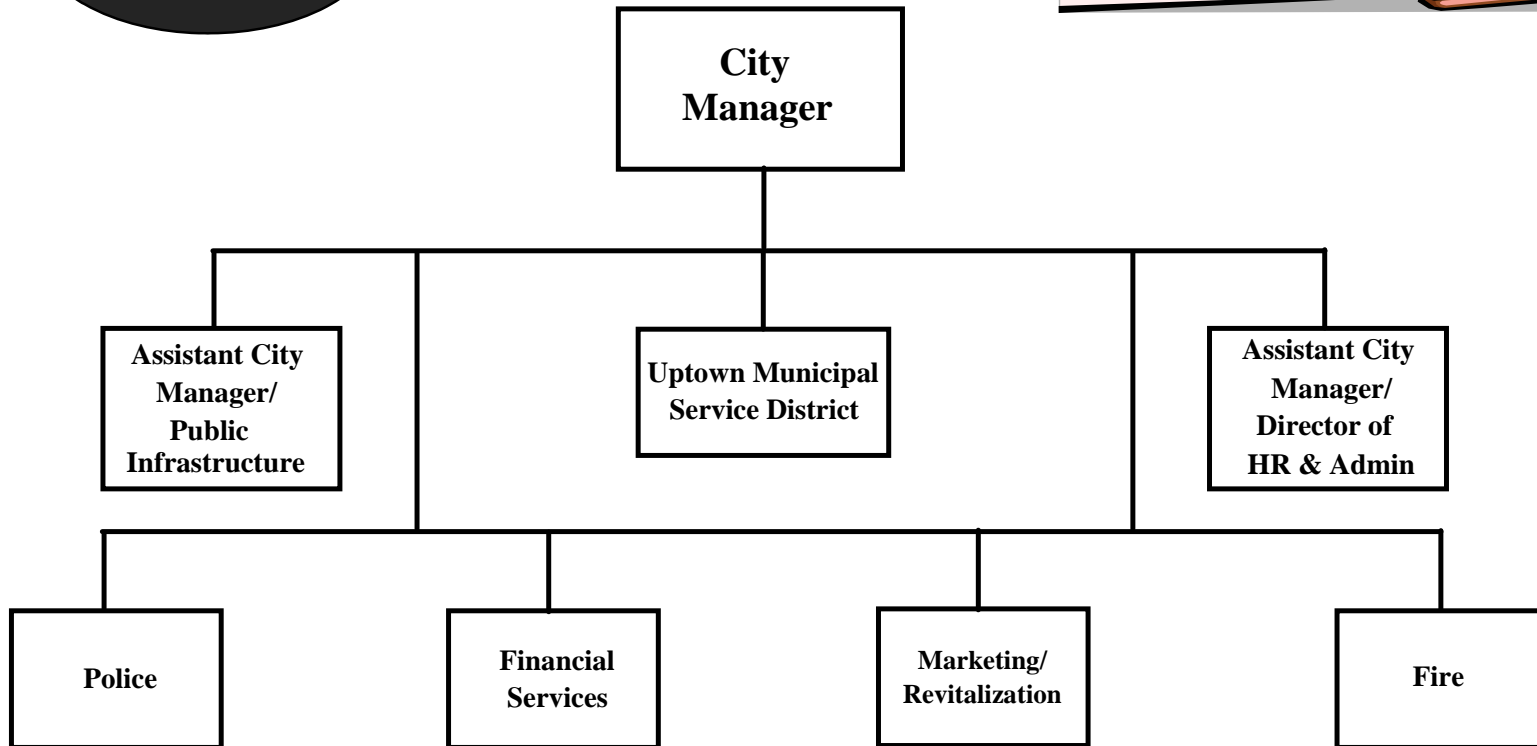 City
Manager
Assistant City
Manager/
Public
Infrastructure
Uptown Municipal
Service District
Assistant City
Manager/
Director of
HR & Admin
Police
Financial
Services
Marketing/
Revitalization
Fire